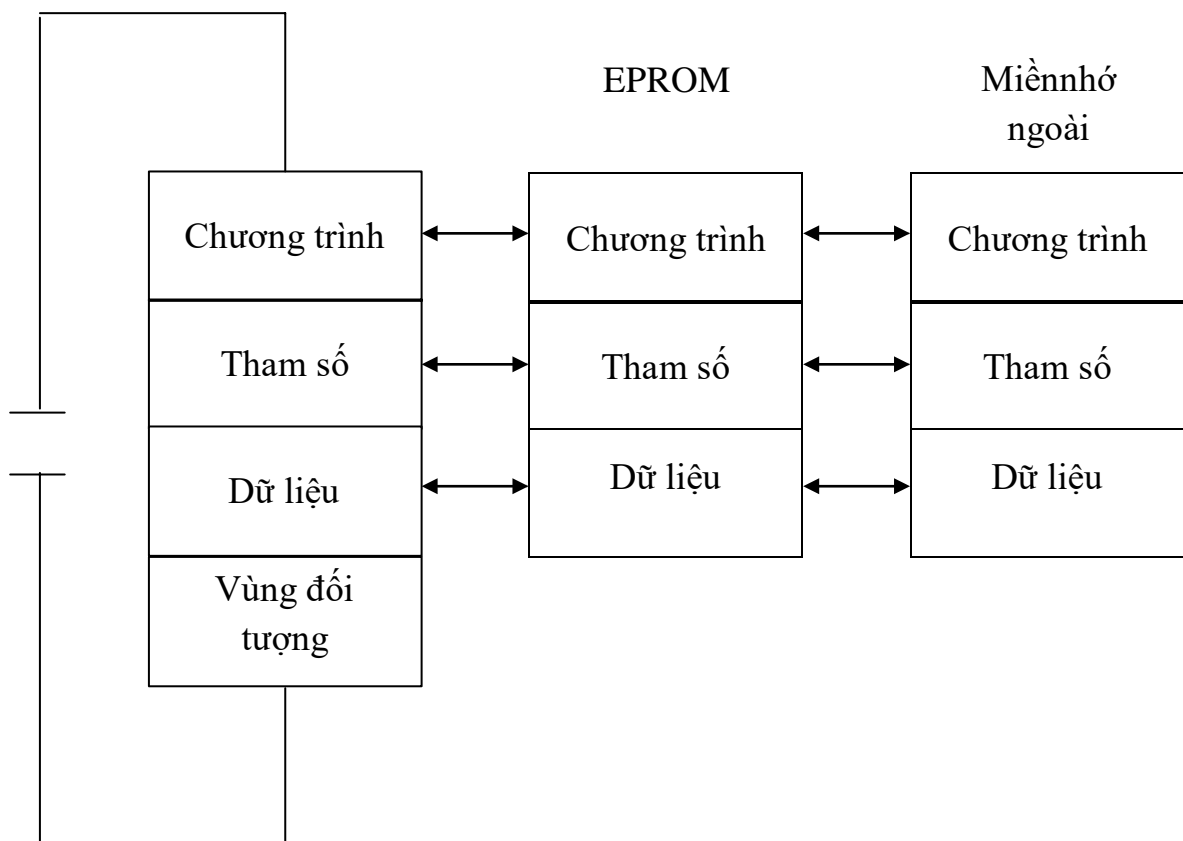 EPROM
Miềnnhớ
ngoài
Chương trình
Chương trình
Chương trình
Tham số
Tham số
Tham số
Dữ liệu
Dữ liệu
Dữ liệu
Vùng đối
tượng